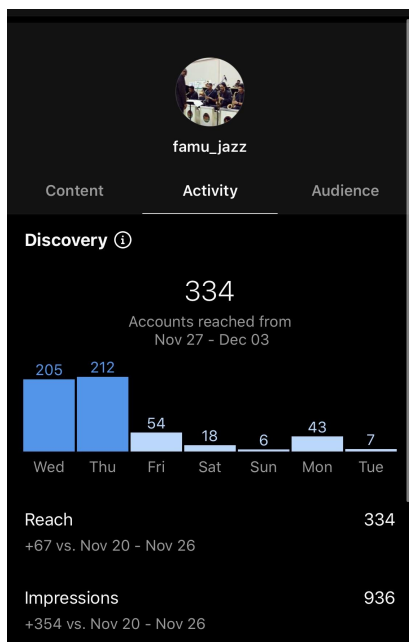 famu_jazz
Content Activity Audience
Discovery
334
Accounts reached from
Nov 27 - Dec 03
205 212 54 18 6 43 7
Wed Thu Fri Sat Sun Mon Tue
Reach 334
+67 vs. Nov 20 - Nov 26
Impressions 936
+354 vs. Nov 20 - Nov 26